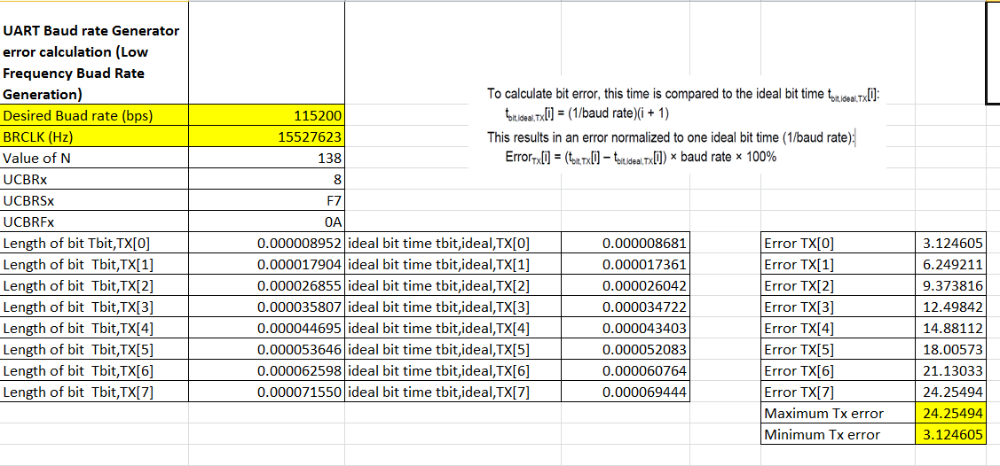 UART Baud rate Generator
error calculation (Low
Frequency Buad Rate
Generation)
To calculate bit error, this time is compared to the ideal bit time tbit,ideal,TX[i]:
tbit,ideal,TX[i] = (1/baud rate)(i + 1)
This results in an error normalized to one ideal bit time (1/baud rate):
ErrorTX[i] = (tbit,TX[i] – tbit,ideal,TX[i]) × baud rate × 100%
Desired Buad rate (bps) 115200
BRCLK (Hz) 15527623
Value of N 138
UCBRx 8
UCBRSx F7
UCBRFx 0A
Length of bit Tbit,TX[0] 0.000008952 ideal bit time tbit,ideal,TX[0] 0.000008681 Error TX[0] 3.124605
Length of bit Tbit,TX[1] 0.000017904 ideal bit time tbit,ideal,TX[1] 0.000017361 Error TX[1] 6.249211
Length of bit Tbit,TX[2] 0.000026855 ideal bit time tbit,ideal,TX[2] 0.000026042 Error TX[2] 9.373816
Length of bit Tbit,TX[3] 0.000035807 ideal bit time tbit,ideal,TX[3] 0.000034722 Error TX[3] 12.49842
Length of bit Tbit,TX[4] 0.000044695 ideal bit time tbit,ideal,TX[4] 0.000043403 Error TX[4] 14.88112
Length of bit Tbit,TX[5] 0.000053646 ideal bit time tbit,ideal,TX[5] 0.000052083 Error TX[5] 18.00573
Length of bit Tbit,TX[6] 0.000062598 ideal bit time tbit,ideal,TX[6] 0.000060764 Error TX[6] 21.13033
Length of bit Tbit,TX[7] 0.000071550 ideal bit time tbit,ideal,TX[7] 0.000069444 Error TX[7] 24.25494
Maximum Tx error 24.25494
Minimum Tx error 3.124605